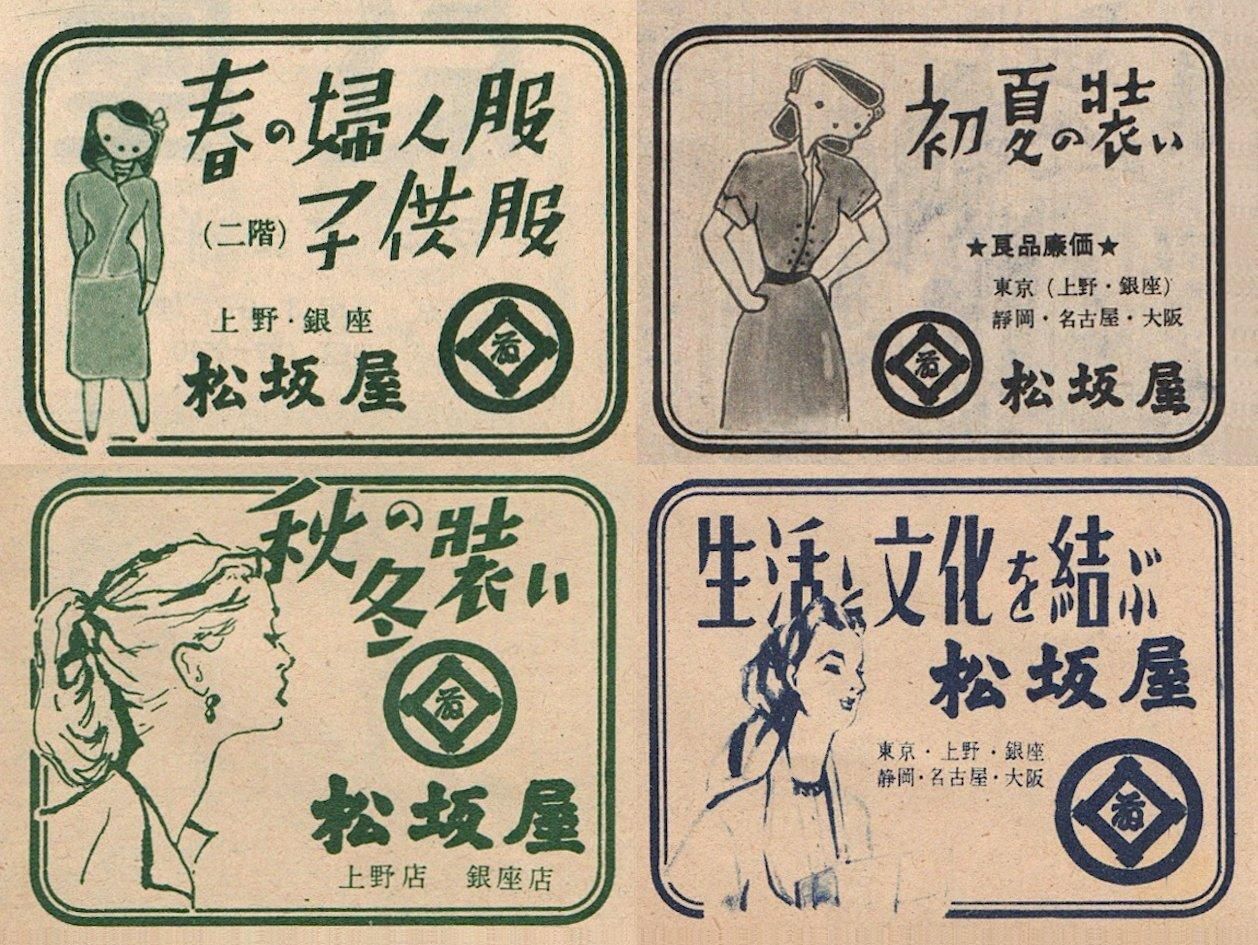 春の婦人服
(二階) 子供服
上野・銀座
松坂屋
初夏の装い
★良品廉価★
東京(上野・銀座)
靜岡・名古屋・大阪
松坂屋
秋の
冬装い
松坂屋
上野店 銀座店
生活と文化を結ぶ
松坂屋
東京・上野・銀座
静岡・名古屋・大阪